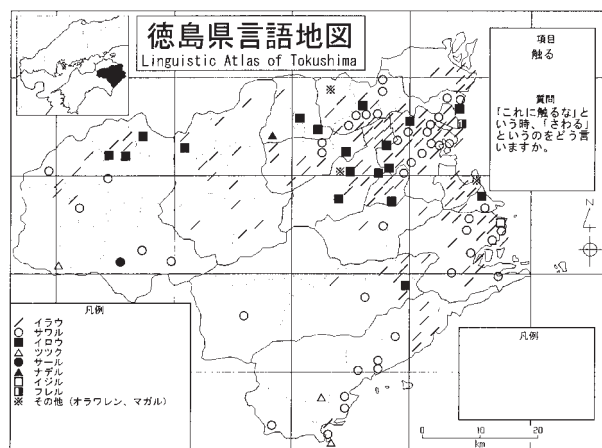 徳島県言語地図
Linguistic Atlas of Tokushima
項目
触る
質問
「これに触るな」と
いう時、「さわる」
というのをどう言
いますか。
N
凡例
イラウ
サワル
イロウ
ツツク
サール
ナデル
イジル
フレル
その他（オラワレン、マガル）
凡例
0 10 20 30
km